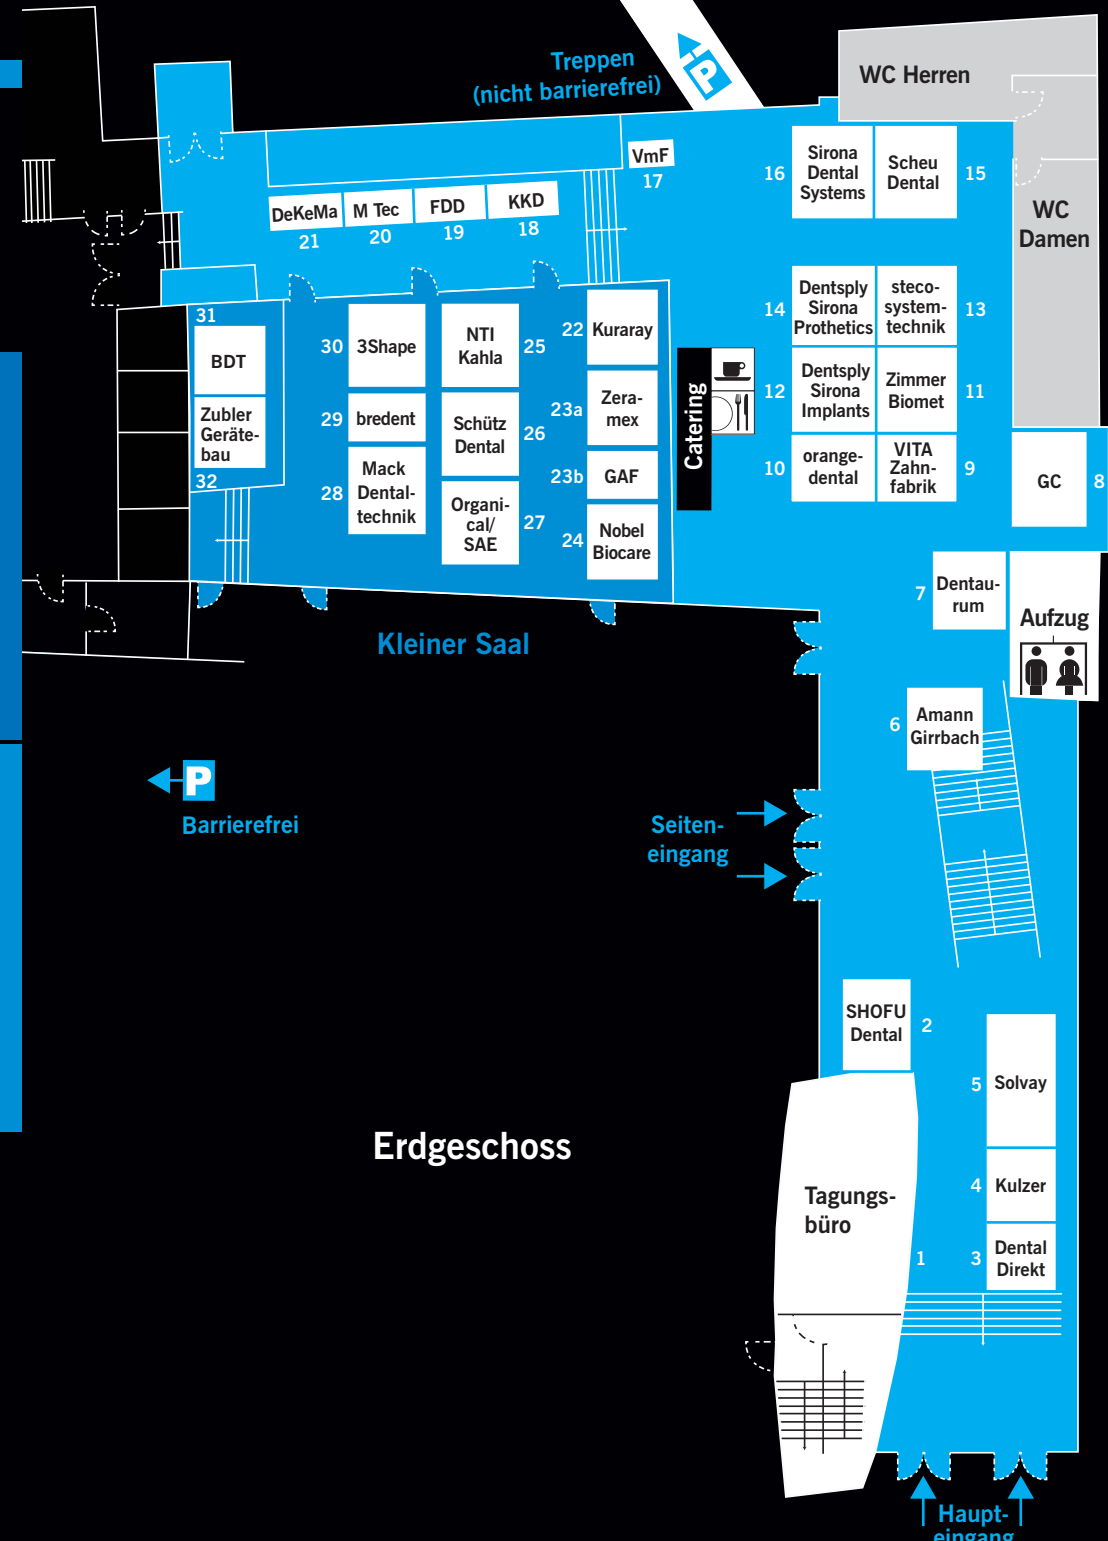 Treppen
(nicht barrierefrei)
P
WC Herren
WC
Damen
VmF
17
16
Sirona
Dental
Systems
Scheu
Dental
15
DeKeMa
21
M Tec
20
FDD
19
KKD
18
14
Dentsply
Sirona
Prothetics
steco-
system-
technik
13
12
Dentsply
Sirona
Implants
Zimmer
Biomet
11
10
orange-
dental
VITA
Zahn-
fabrik
9
GC
8
31
BDT
Zubler
Geräte-
bau
32
30
3Shape
29
bredent
28
Mack
Dental-
technik
NTI
Kahla
25
Schütz
Dental
26
Organi-
cal/
SAE
27
22
Kuraray
23a
Zera-
mex
23b
GAF
24
Nobel
Biocare
Catering
7
Dentau-
rum
Aufzug
Kleiner Saal
6
Amann
Girrbach
P
Barrierefrei
Seiten-
eingang
SHOFU
Dental
2
5
Solvay
4
Kulzer
3
Dental
Direkt
Erdgeschoss
Tagungs-
büro
1
Haupt-
eingang